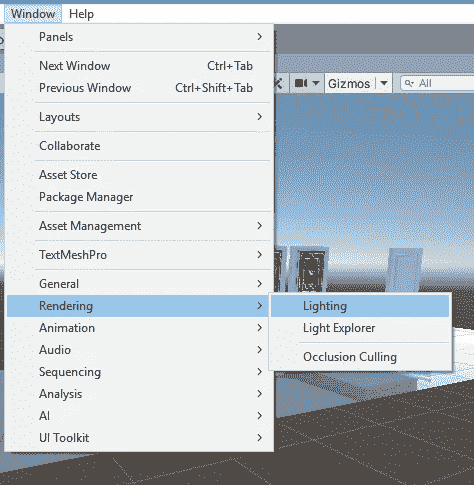 Window Help
Panels >
Next Window Ctrl+Tab
Previous Window Ctrl+Shift+Tab
Gizmos All
Layouts >
Collaborate
Asset Store
Package Manager
Asset Management >
TextMeshPro >
General >
Rendering >
Lighting
Animation >
Light Explorer
Audio >
Occlusion Culling
Sequencing >
Analysis >
AI >
UI Toolkit >